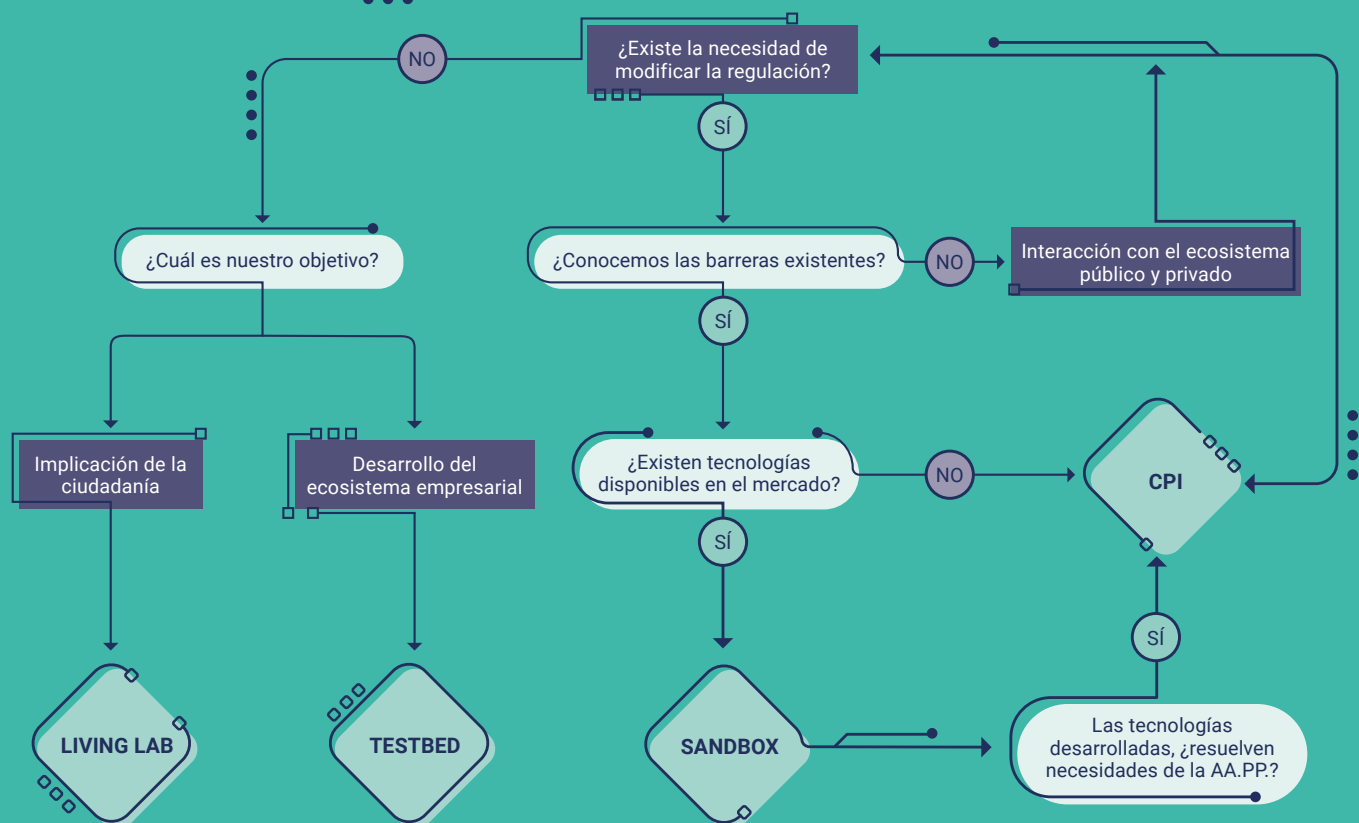 ¿Existe la necesidad de
modificar la regulación?
NO
SÍ
¿Cuál es nuestro objetivo?
¿Conocemos las barreras existentes?
NO
Interacción con el ecosistema
público y privado
SÍ
Implicación de la
ciudadanía
Desarrollo del
ecosistema empresarial
¿Existen tecnologías
disponibles en el mercado?
NO
CPI
SÍ
SÍ
LIVING LAB
TESTBED
SANDBOX
Las tecnologías
desarrolladas, ¿resuelven
necesidades de la AA.PP.?